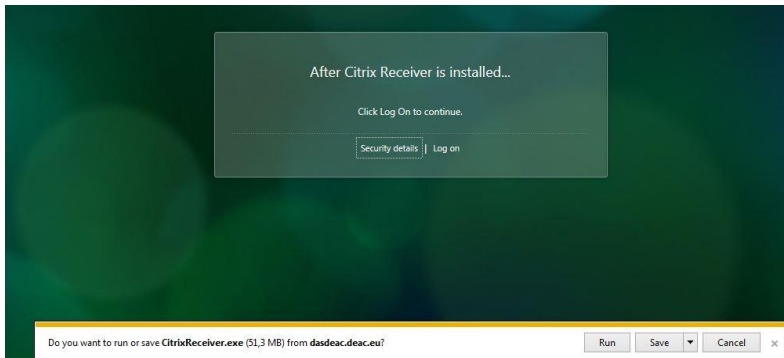 After Citrix Receiver is installed...
Click Log On to continue.
Security details | Log on
Do you want to run or save CitrixReceiver.exe (51,3 MB) from dasdeac.deac.eu? Run Save Cancel